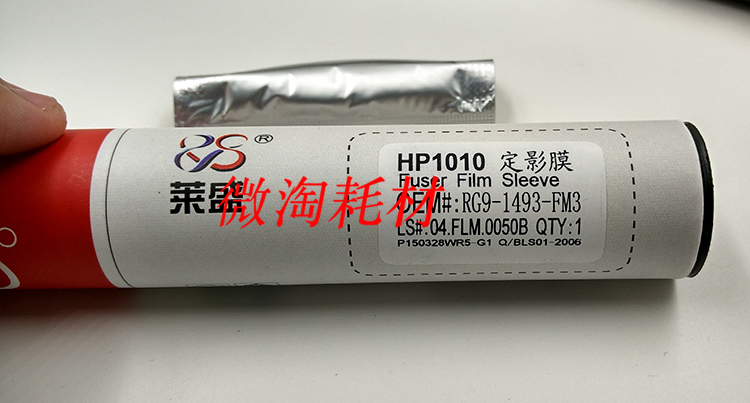 ®
莱盛
微淘耗材
HP1010 定影膜
Fuser Film Sleeve
OEM#:RG9-1493-FM3
LS#:04.FLM.0050B QTY:1
P150328WR5-G1 Q/BLS01-2006